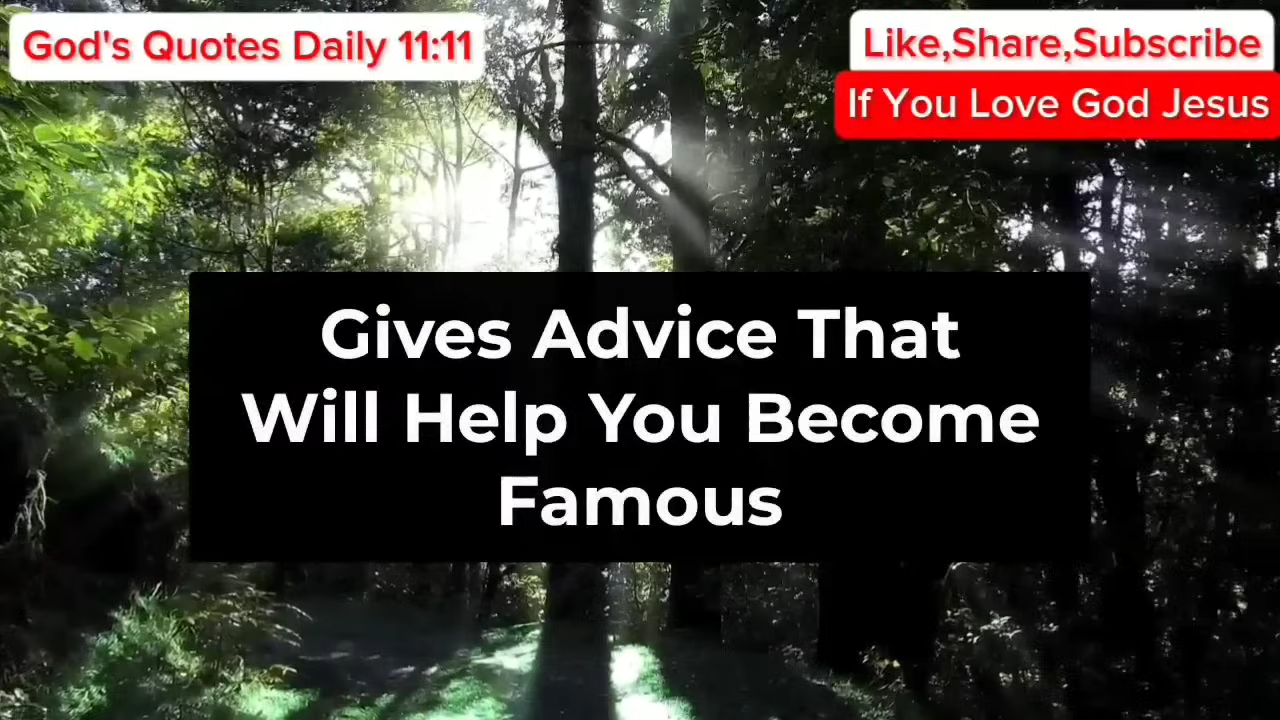 God's Quotes Daily 11:11
Like,Share,Subscribe
If You Love God Jesus
Gives Advice That
Will Help You Become
Famous